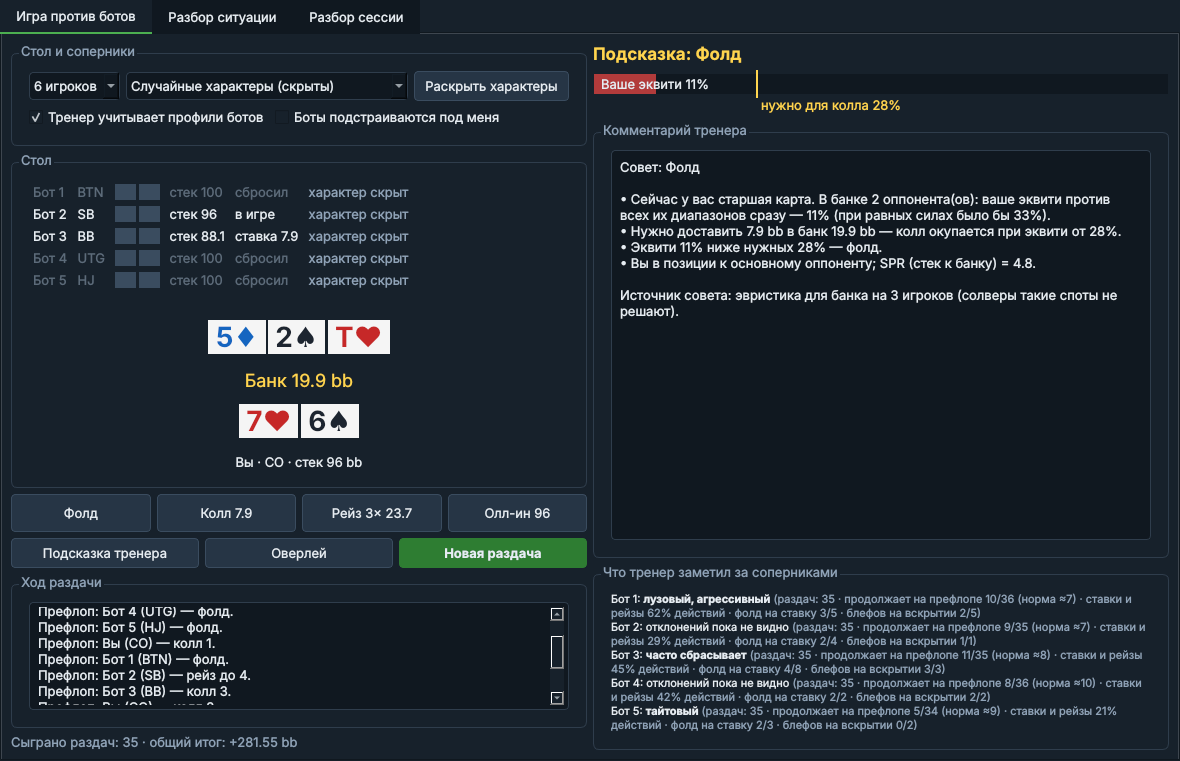 Игра против ботов
Разбор ситуации
Разбор сессии
Стол и соперники
6 игроков
Случайные характеры (скрыты)
Раскрыть характеры
✓ Тренер учитывает профили ботов
Боты подстраиваются под меня
Стол
Бот 1 BTN стек 100 сбросил характер скрыт
Бот 2 SB стек 96 в игре характер скрыт
Бот 3 BB стек 88.1 ставка 7.9 характер скрыт
Бот 4 UTG стек 100 сбросил характер скрыт
Бот 5 HJ стек 100 сбросил характер скрыт
5♦ 2♠ T♥
Банк 19.9 bb
7♥ 6♠
Вы · CO · стек 96 bb
Фолд
Колл 7.9
Рейз 3× 23.7
Олл-ин 96
Подсказка тренера
Оверлей
Новая раздача
Ход раздачи
Префлоп: Бот 4 (UTG) — фолд.
Префлоп: Бот 5 (HJ) — фолд.
Префлоп: Вы (CO) — колл 1.
Префлоп: Бот 1 (BTN) — фолд.
Префлоп: Бот 2 (SB) — рейз до 4.
Префлоп: Бот 3 (BB) — колл 3.
Сыграно раздач: 35 · общий итог: +281.55 bb
Подсказка: Фолд
Ваше эквити 11%
нужно для колла 28%
Комментарий тренера
Совет: Фолд
• Сейчас у вас старшая карта. В банке 2 оппонента(ов): ваше эквити против
всех их диапазонов сразу — 11% (при равных силах было бы 33%).
• Нужно доставить 7.9 bb в банк 19.9 bb — колл окупается при эквити от 28%.
• Эквити 11% ниже нужных 28% — фолд.
• Вы в позиции к основному оппоненту; SPR (стек к банку) = 4.8.
Источник совета: эвристика для банка на 3 игроков (солверы такие споты не
решают).
Что тренер заметил за соперниками
Бот 1: лузовый, агрессивный (раздач: 35 · продолжает на префлопе 10/36 (норма ≈7) · ставки и
рейзы 62% действий · фолд на ставку 3/5 · блефов на вскрытии 2/5)
Бот 2: отклонений пока не видно (раздач: 35 · продолжает на префлопе 9/35 (норма ≈7) · ставки и
рейзы 29% действий · фолд на ставку 2/4 · блефов на вскрытии 1/1)
Бот 3: часто сбрасывает (раздач: 35 · продолжает на префлопе 11/35 (норма ≈8) · ставки и рейзы
45% действий · фолд на ставку 4/8 · блефов на вскрытии 3/3)
Бот 4: отклонений пока не видно (раздач: 35 · продолжает на префлопе 8/36 (норма ≈10) · ставки
и рейзы 42% действий · фолд на ставку 2/2 · блефов на вскрытии 2/2)
Бот 5: тайтовый (раздач: 35 · продолжает на префлопе 5/34 (норма ≈9) · ставки и рейзы 21%
действий · фолд на ставку 2/3 · блефов на вскрытии 0/2)